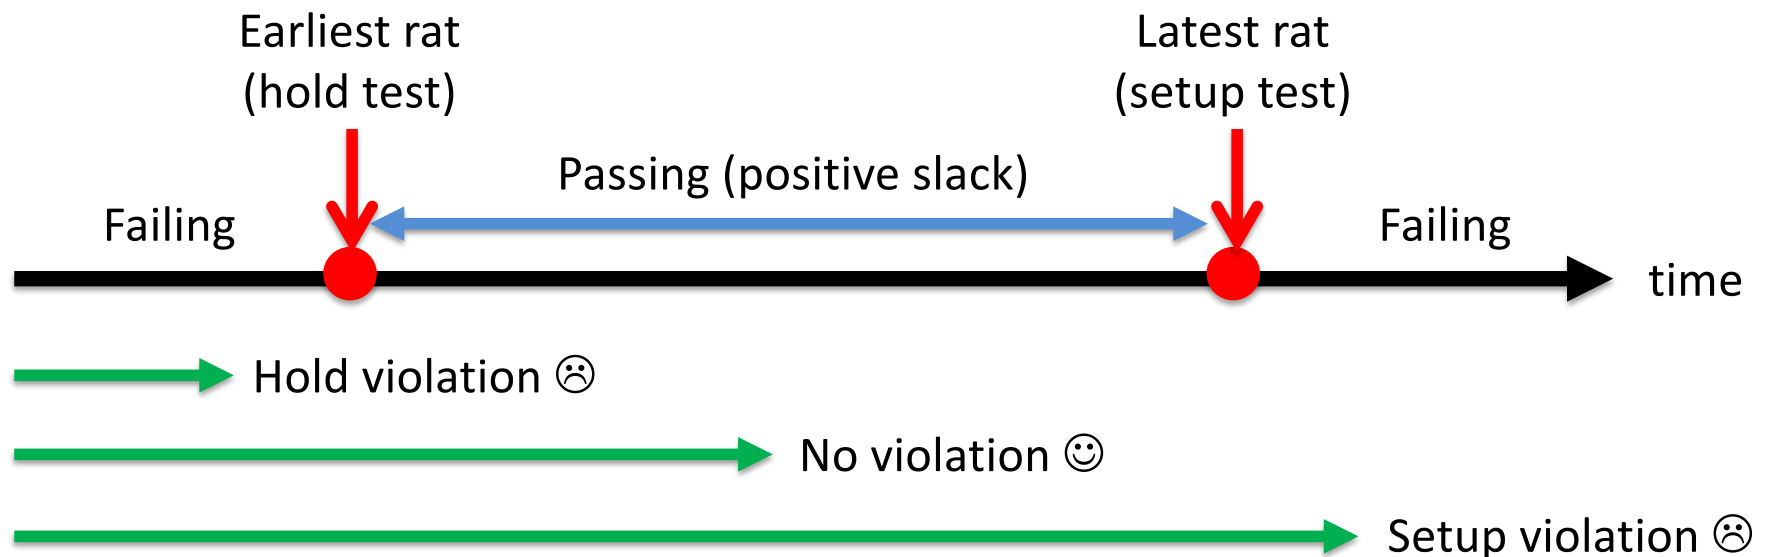 Earliest rat
(hold test)
Latest rat
(setup test)
Passing (positive slack)
Failing
Failing
time
Hold violation ☹
No violation ☺
Setup violation ☹